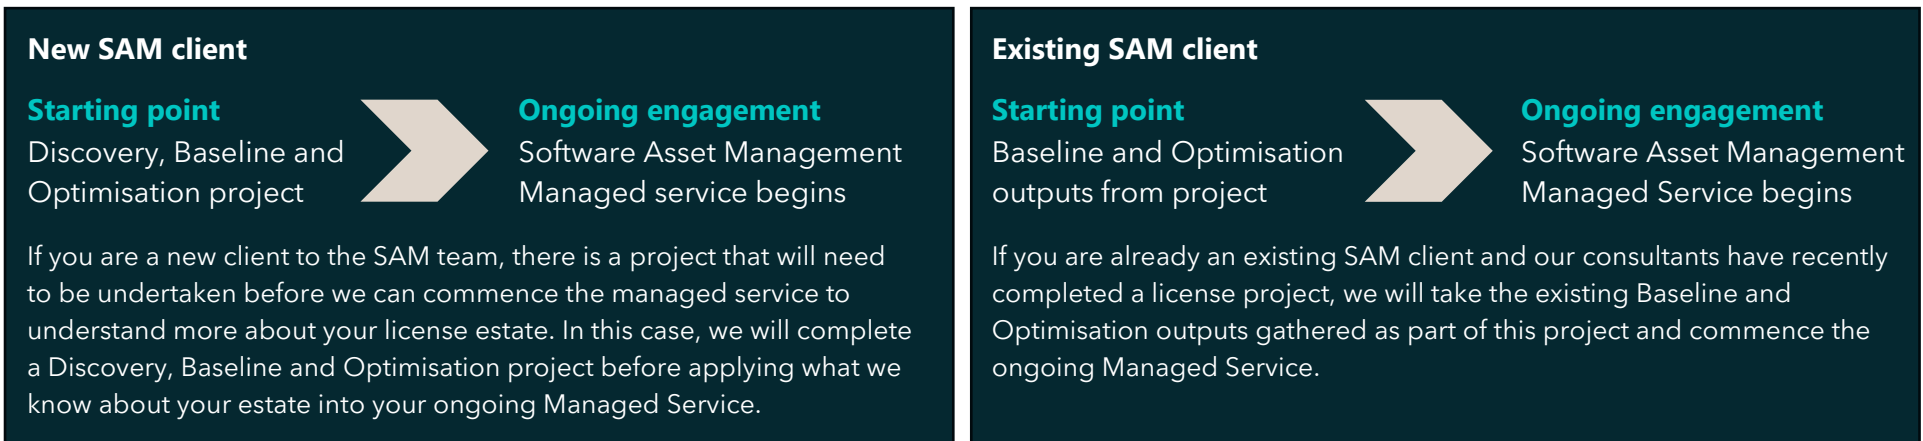 New SAM client
Starting point
Discovery, Baseline and
Optimisation project
Ongoing engagement
Software Asset Management
Managed service begins
If you are a new client to the SAM team, there is a project that will need
to be undertaken before we can commence the managed service to
understand more about your license estate. In this case, we will complete
a Discovery, Baseline and Optimisation project before applying what we
know about your estate into your ongoing Managed Service.
Existing SAM client
Starting point
Baseline and Optimisation
outputs from project
Ongoing engagement
Software Asset Management
Managed Service begins
If you are already an existing SAM client and our consultants have recently
completed a license project, we will take the existing Baseline and
Optimisation outputs gathered as part of this project and commence the
ongoing Managed Service.